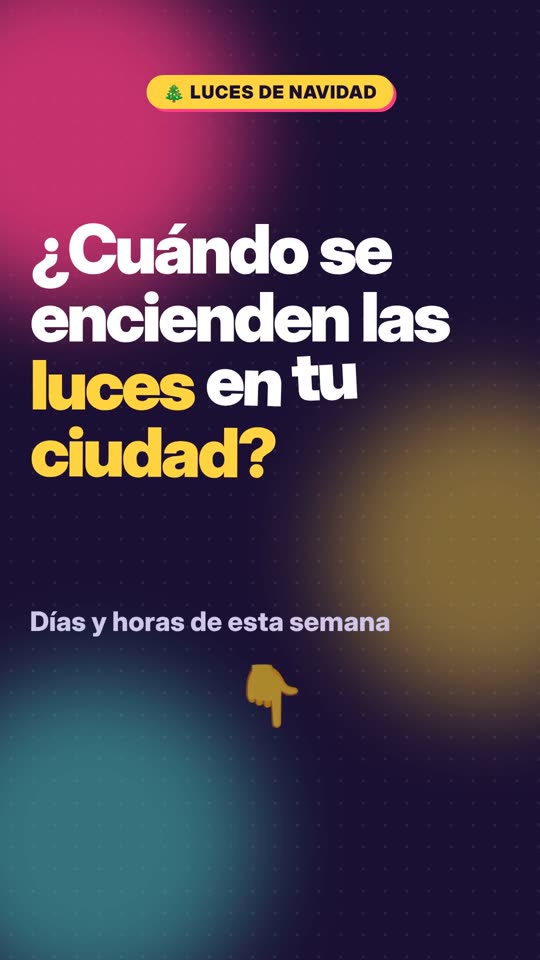 🎄 LUCES DE NAVIDAD
¿Cuándo se
encienden las
luces en tu
ciudad?
Días y horas de esta semana
👇